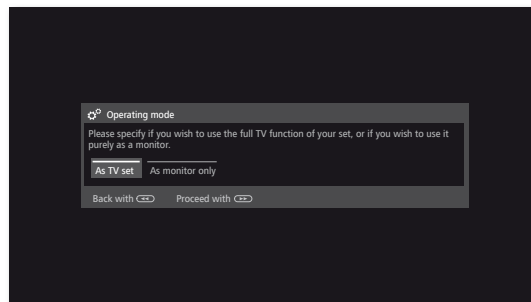 Operating mode
Please specify if you wish to use the full TV function of your set, or if you wish to use it
purely as a monitor.
As TV set As monitor only
Back with Proceed with